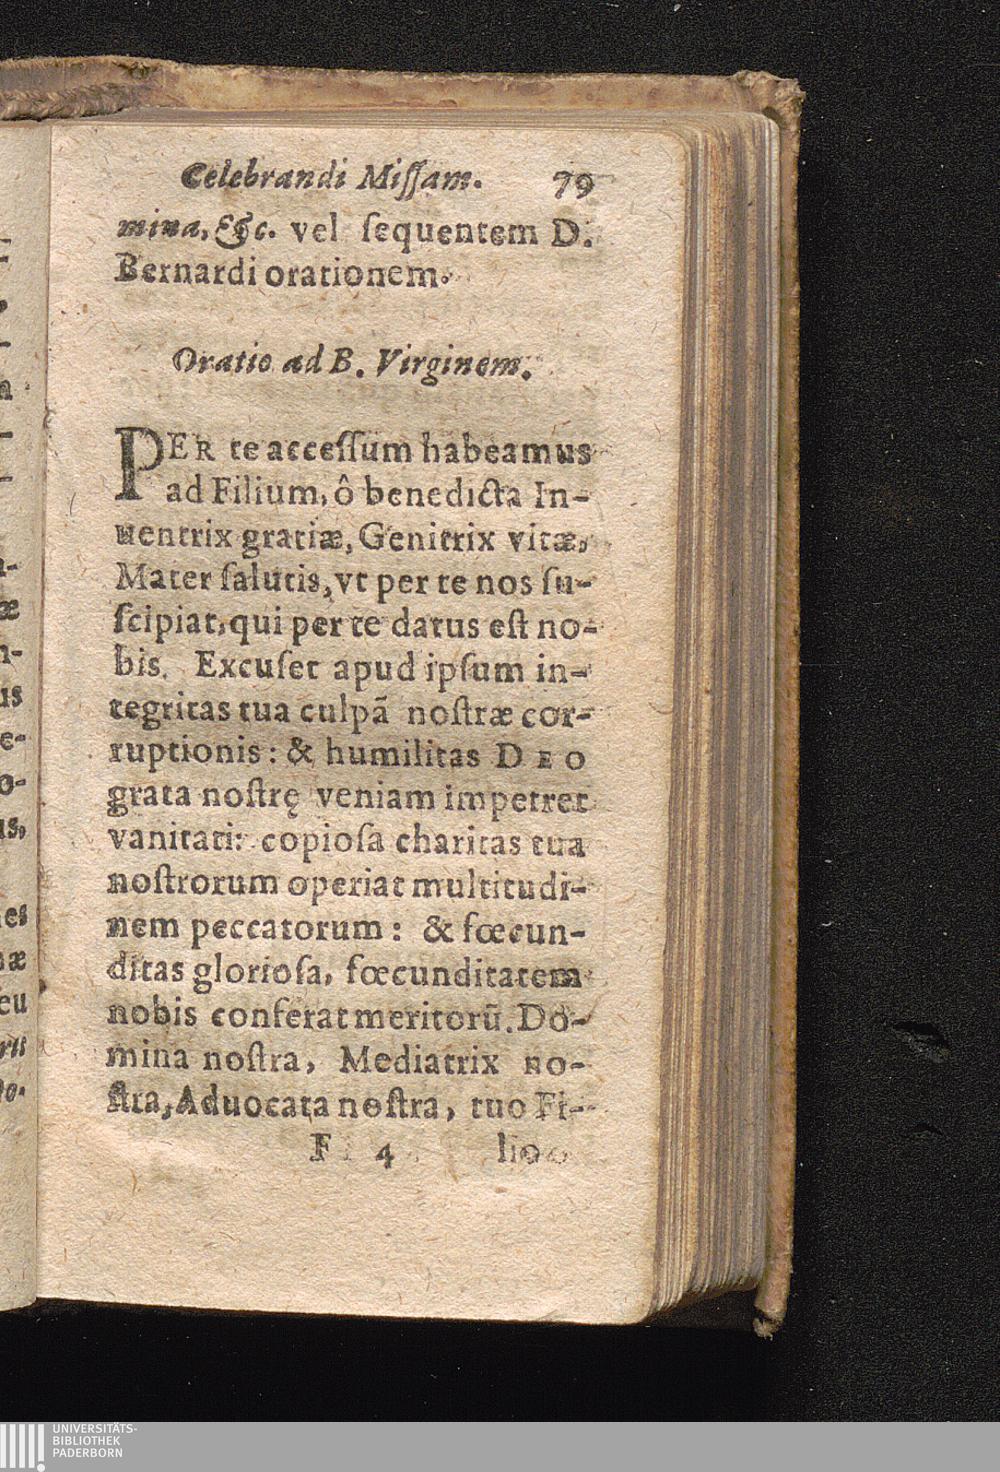 Celebrandi Miſſam. 79
mina, &c. vel ſequentem D.
Bernardi orationem.
Oratio ad B. Virginem.
PER te acceſſum habeamus
ad Filium, ô benedicta In-
uentrix gratiæ, Genitrix vitæ,
Mater ſalutis, vt per te nos ſu-
ſcipiat, qui per te datus eſt no-
bis. Excuſet apud ipſum in-
tegritas tua culpã noſtræ cor-
ruptionis: & humilitas DEO
grata noſtrę veniam impetret
vanitati: copioſa charitas tua
noſtrorum operiat multitudi-
nem peccatorum: & fœcun-
ditas glorioſa, fœcunditatem
nobis conferat meritorũ. Do-
mina noſtra, Mediatrix no-
ſtra, Aduocata noſtra, tuo Fi-
F 4 lio
UNIVERSITÄTS-
BIBLIOTHEK
PADERBORN